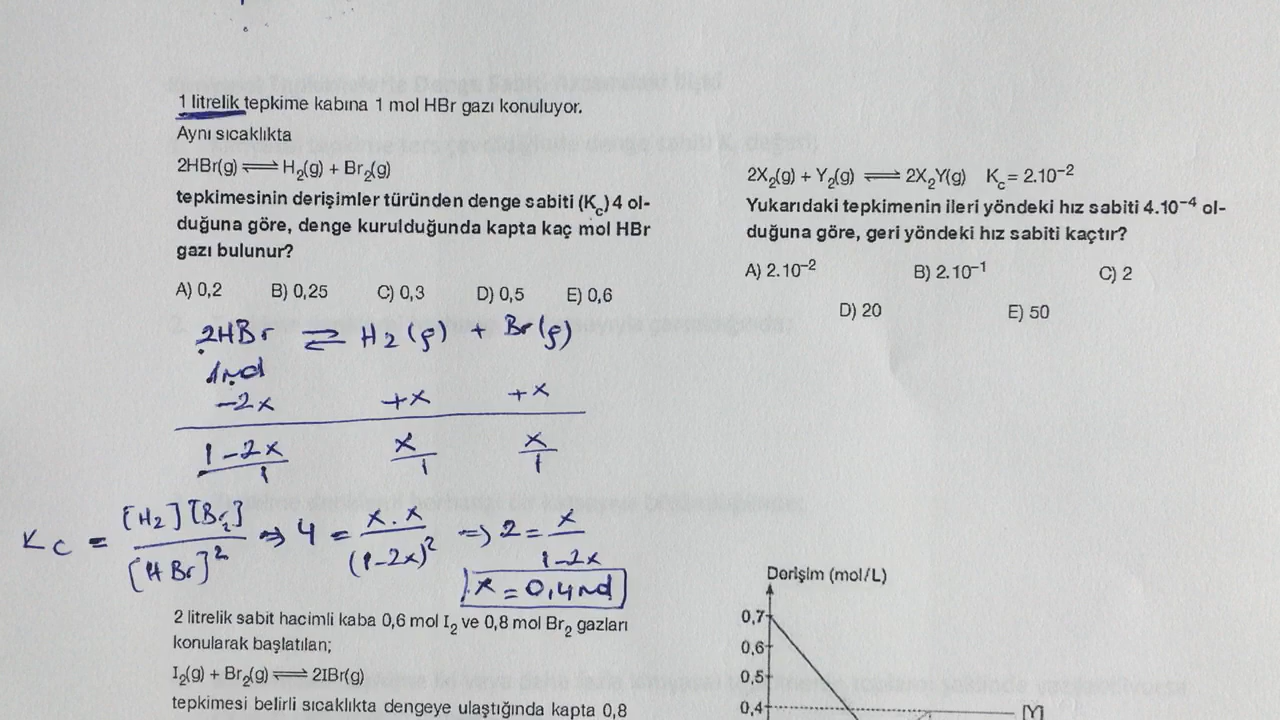 1 litrelik tepkime kabına 1 mol HBr gazı konuluyor.
Aynı sıcaklıkta
2HBr(g) ⇌ H₂(g) + Br₂(g)
tepkimesinin derişimler türünden denge sabiti (K꜀) 4 ol-
duğuna göre, denge kurulduğunda kapta kaç mol HBr
gazı bulunur?
A) 0,2 B) 0,25 C) 0,3 D) 0,5 E) 0,6
2HBr ⇌ H₂(g) + Br(g)
1mol
-2x +x +x
1-2x/1 x/1 x/1
Kc = [H₂][Br₂]/[HBr]² ⇒ 4 = x.x/(1-2x)² ⇒ 2 = x/1-2x
x = 0,4mol
2 litrelik sabit hacimli kaba 0,6 mol I₂ ve 0,8 mol Br₂ gazları
konularak başlatılan;
I₂(g) + Br₂(g) ⇌ 2IBr(g)
tepkimesi belirli sıcaklıkta dengeye ulaştığında kapta 0,8
2X₂(g) + Y₂(g) ⇌ 2X₂Y(g) K꜀ = 2.10⁻²
Yukarıdaki tepkimenin ileri yöndeki hız sabiti 4.10⁻⁴ ol-
duğuna göre, geri yöndeki hız sabiti kaçtır?
A) 2.10⁻² B) 2.10⁻¹ C) 2
D) 20 E) 50
Derişim (mol/L)
0,7
0,6
0,5
0,4
[Y]